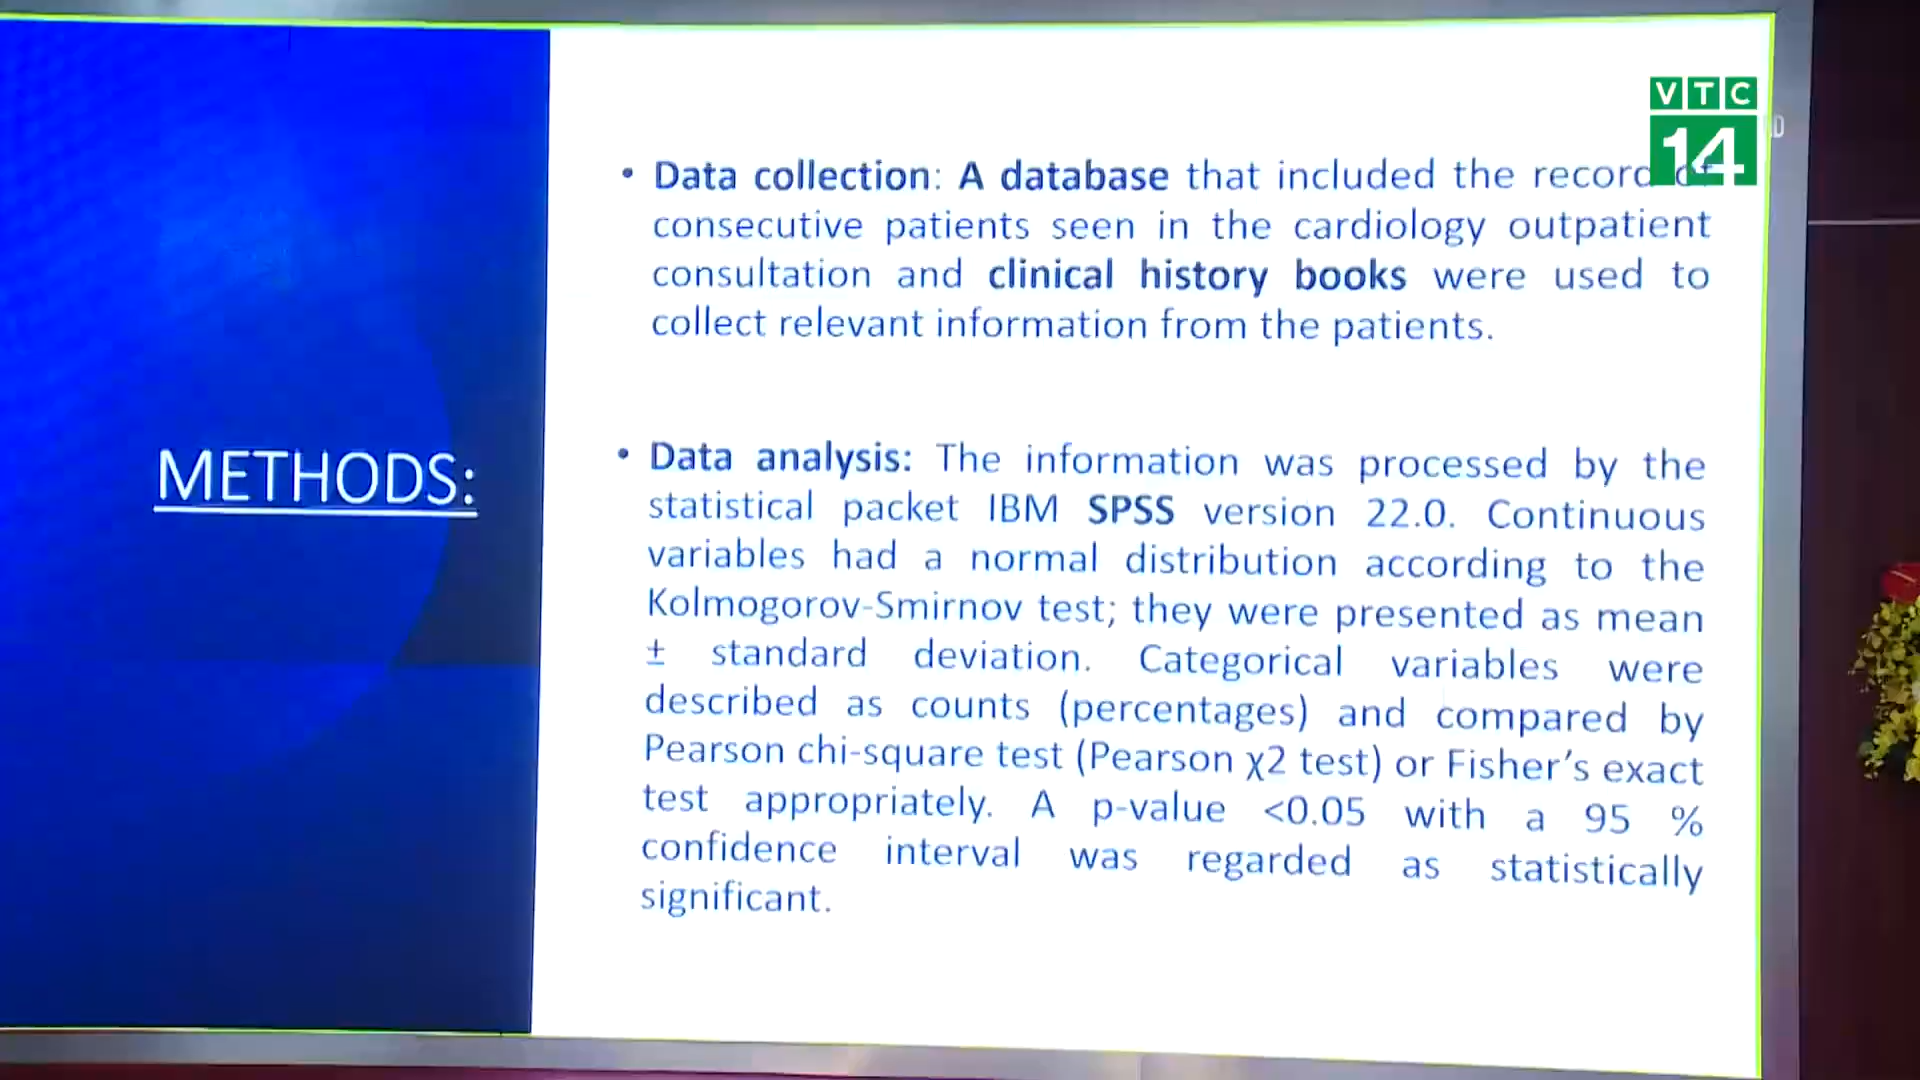 VTC
14
METHODS:
• Data collection: A database that included the record of
consecutive patients seen in the cardiology outpatient
consultation and clinical history books were used to
collect relevant information from the patients.
• Data analysis: The information was processed by the
statistical packet IBM SPSS version 22.0. Continuous
variables had a normal distribution according to the
Kolmogorov-Smirnov test; they were presented as mean
± standard deviation. Categorical variables were
described as counts (percentages) and compared by
Pearson chi-square test (Pearson χ2 test) or Fisher’s exact
test appropriately. A p-value <0.05 with a 95 %
confidence interval was regarded as statistically
significant.